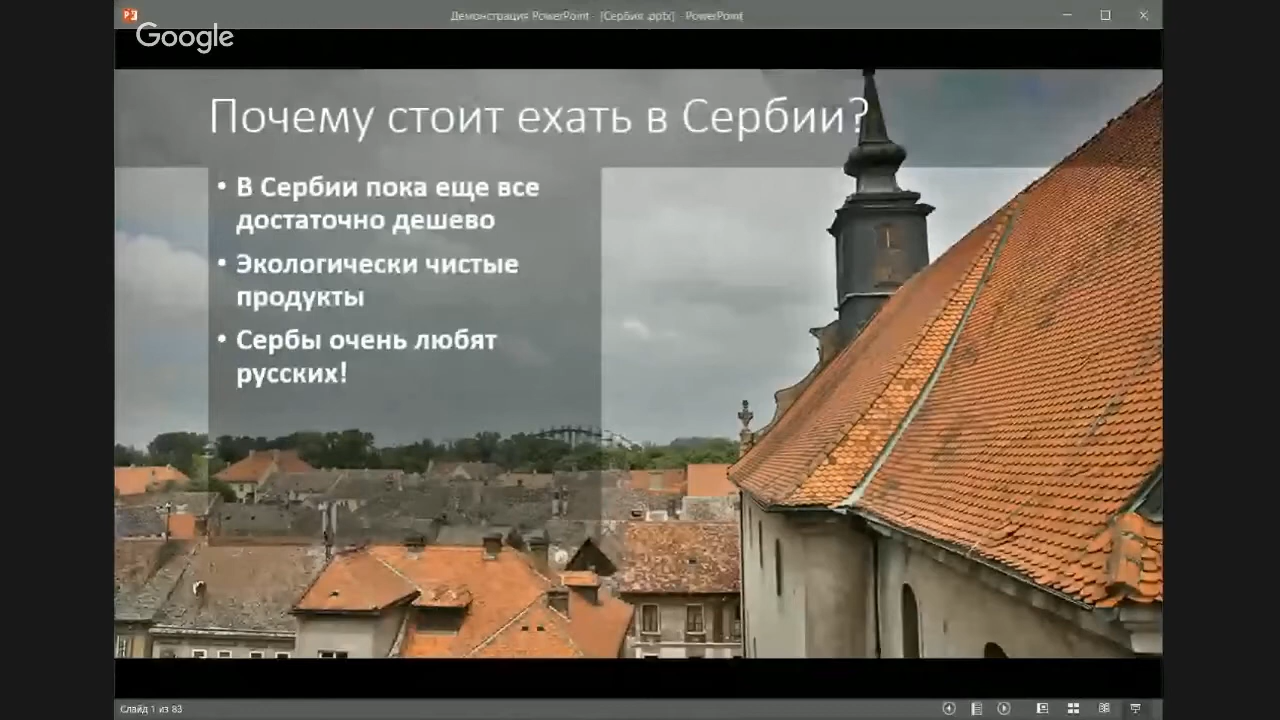 Демонстрация PowerPoint - [Сербия .pptx] - PowerPoint
Google
Почему стоит ехать в Сербии?
• В Сербии пока еще все
достаточно дешево
• Экологически чистые
продукты
• Сербы очень любят
русских!
Слайд 1 из 83